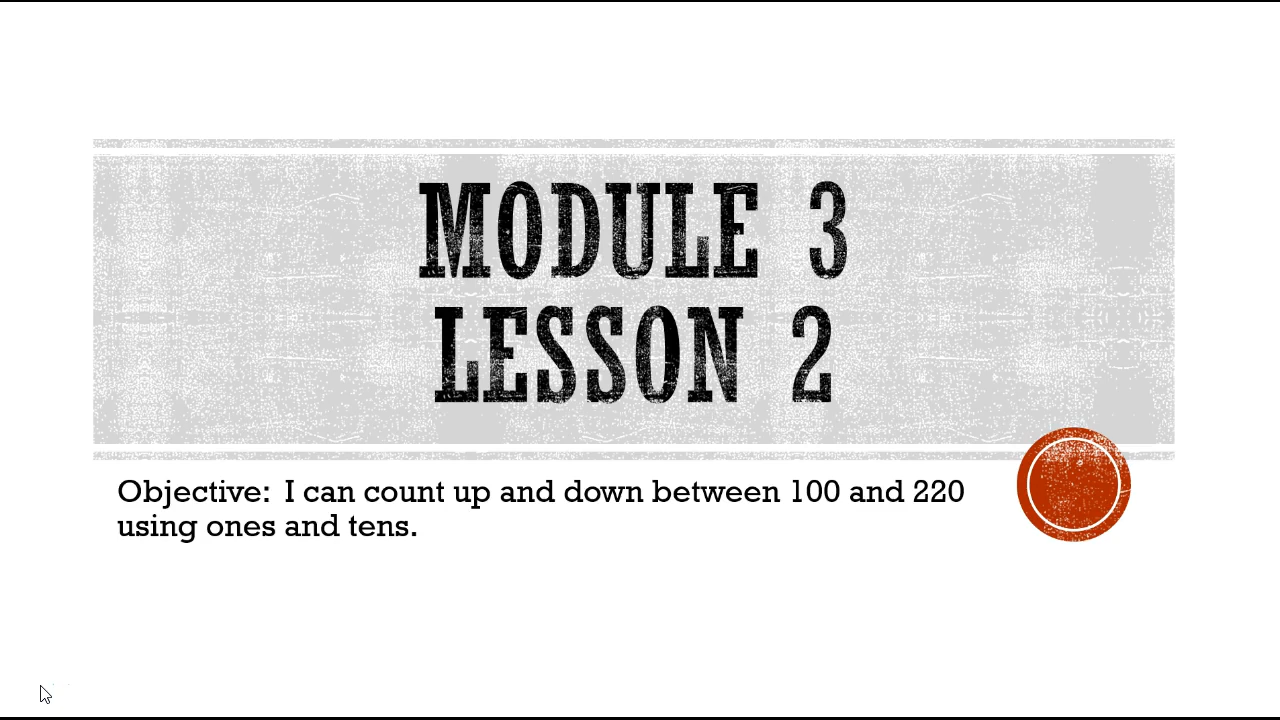 MODULE 3
LESSON 2
Objective:  I can count up and down between 100 and 220
using ones and tens.